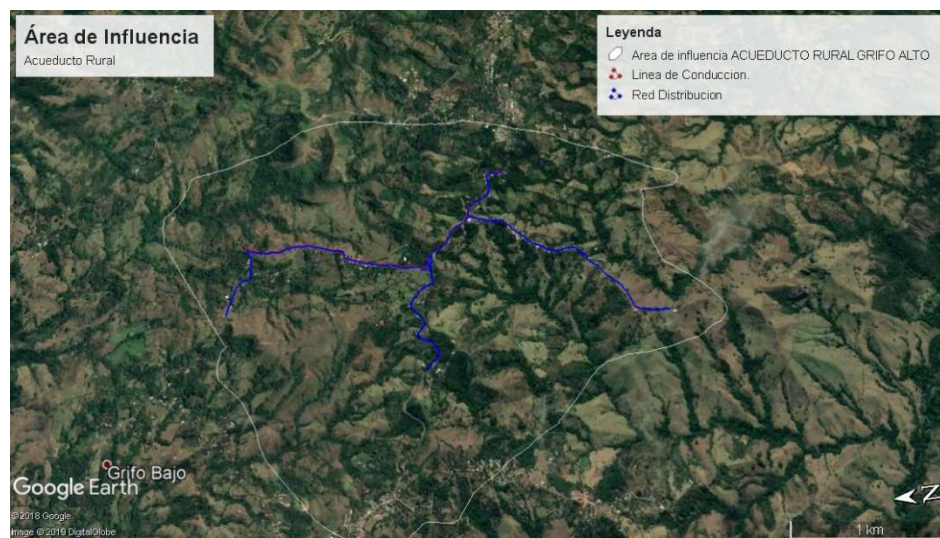 Área de Influencia
Acueducto Rural
Leyenda
Area de influencia ACUEDUCTO RURAL GRIFO ALTO
Linea de Conduccion.
Red Distribucion
Grifo Bajo
Google Earth
©2018 Google
Image © 2019 DigitalGlobe
N
1 km